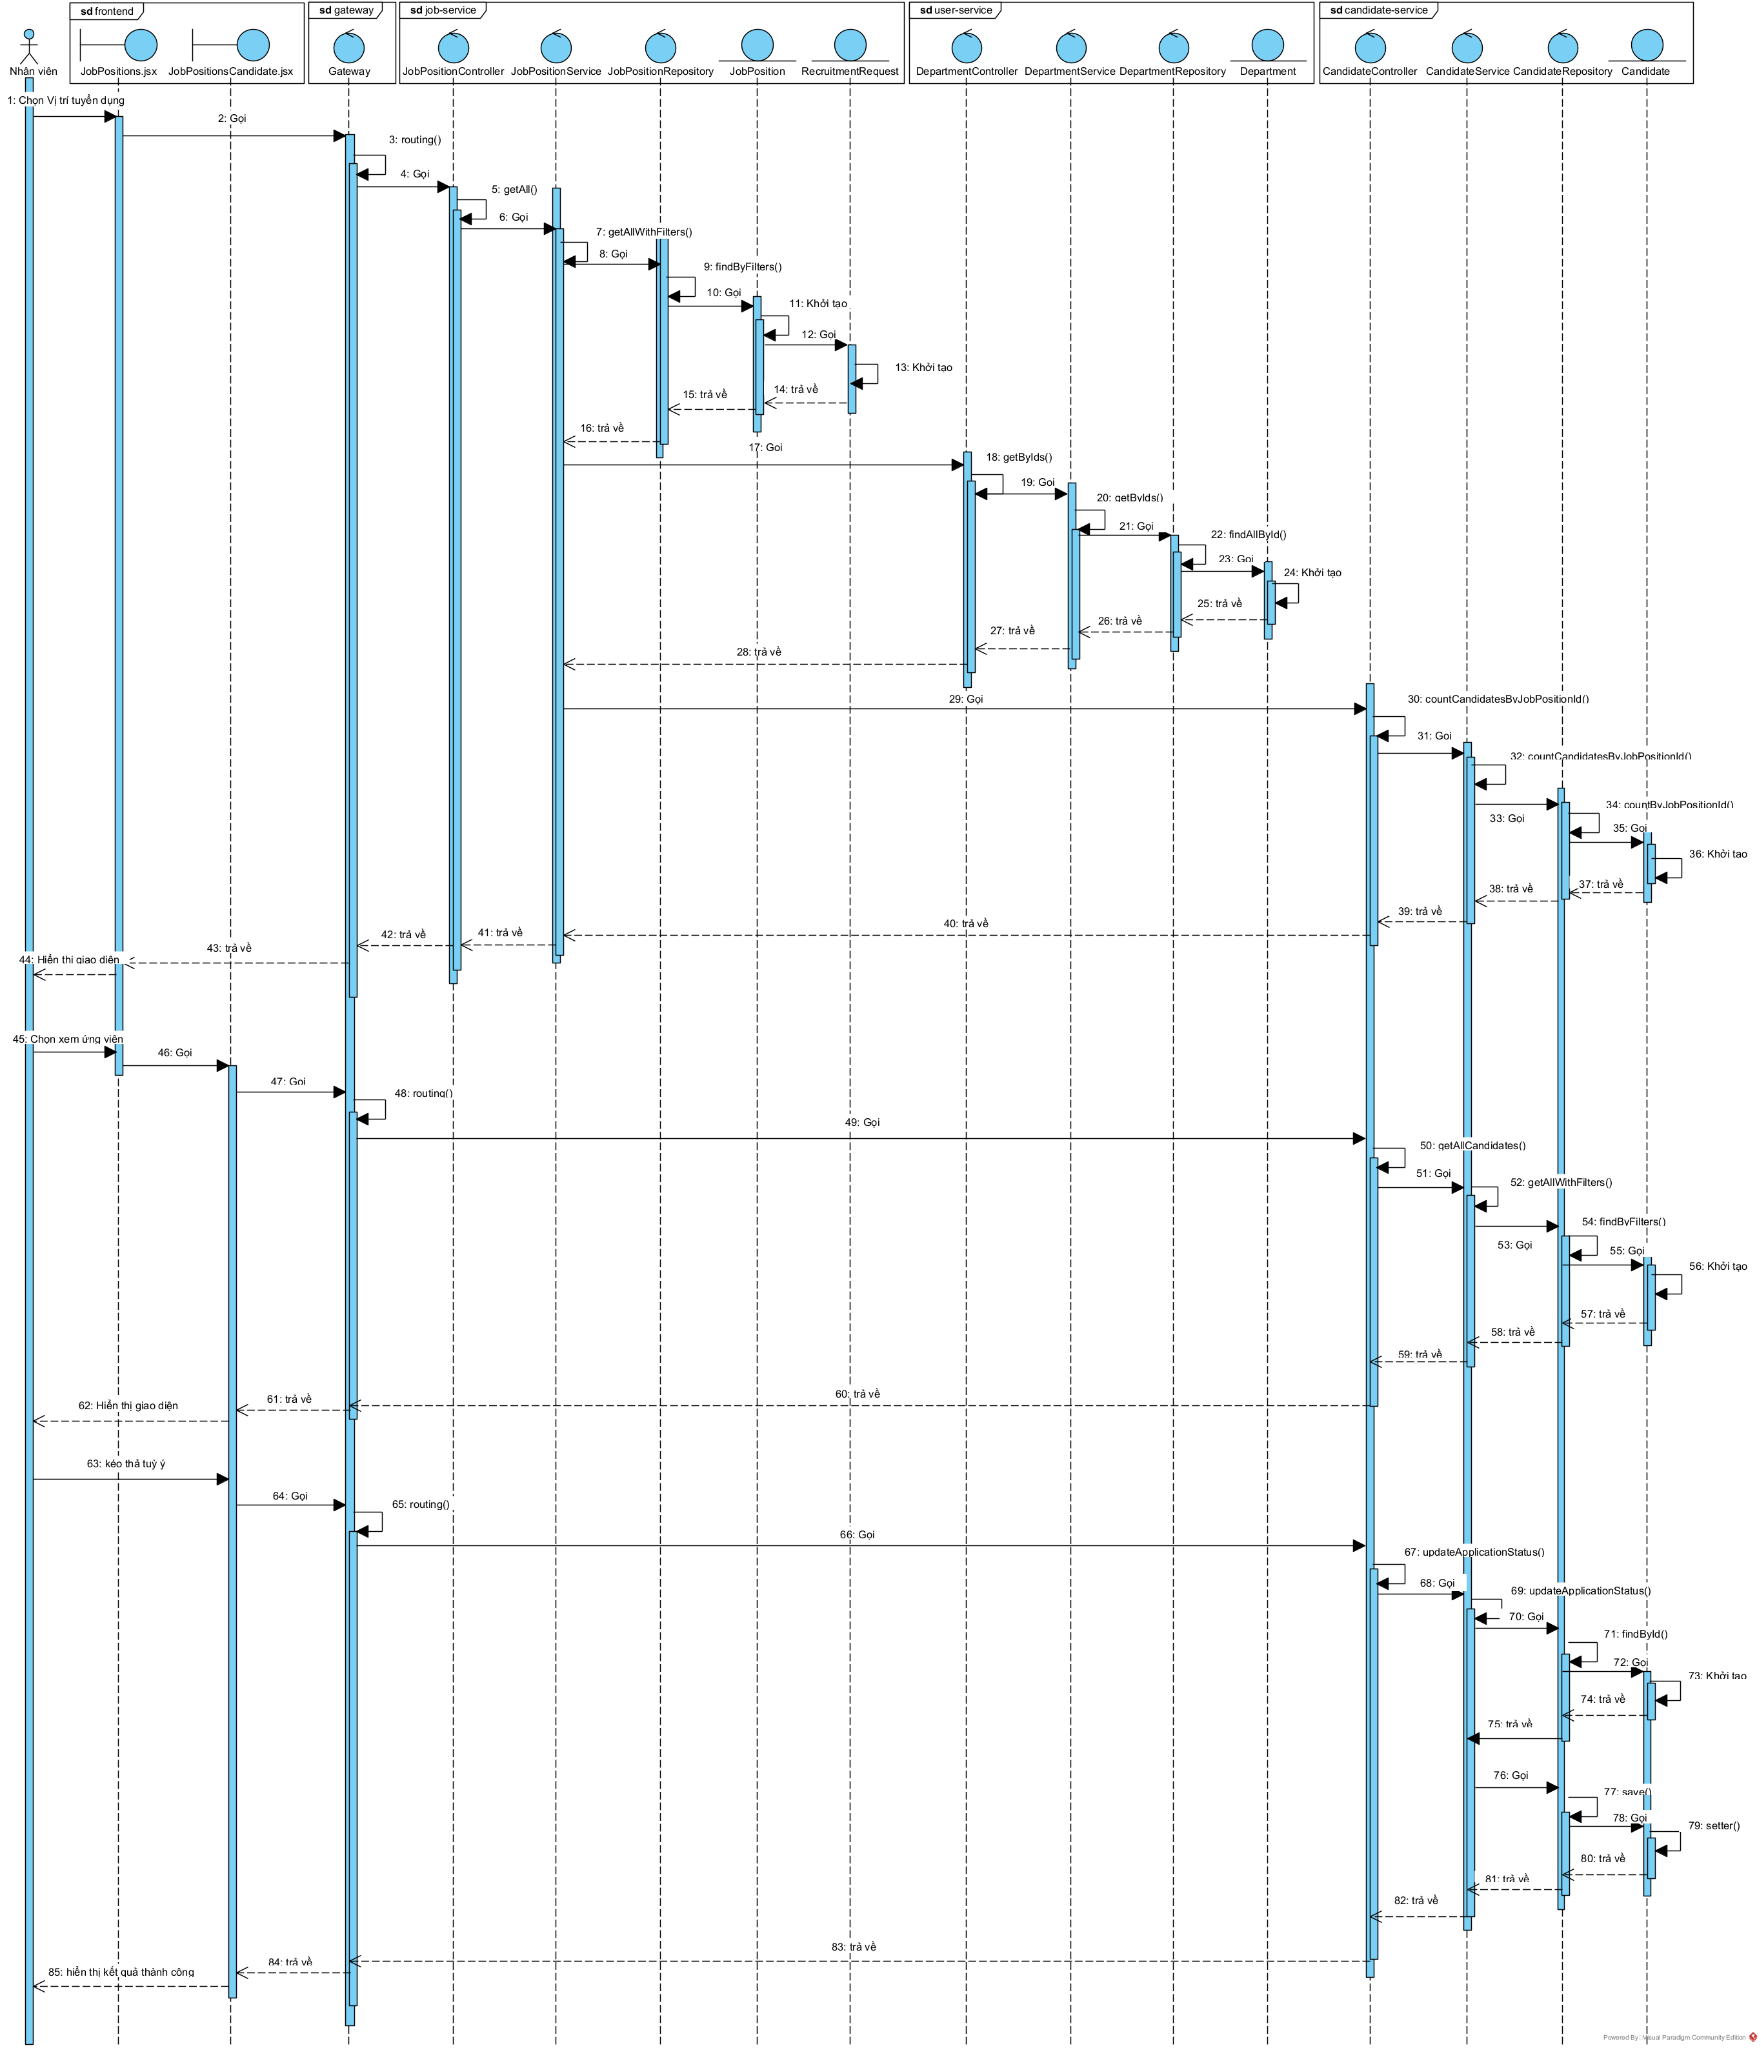 sd frontend
sd gateway
sd job-service
sd user-service
sd candidate-service
Nhân viên
JobPositions.jsx
JobPositionsCandidate.jsx
Gateway
JobPositionController
JobPositionService
JobPositionRepository
JobPosition
RecruitmentRequest
DepartmentController
DepartmentService
DepartmentRepository
Department
CandidateController
CandidateService
CandidateRepository
Candidate
1: Chọn Vị trí tuyển dụng
2: Gọi
3: routing()
4: Gọi
5: getAll()
6: Gọi
7: getAllWithFilters()
8: Gọi
9: findByFilters()
10: Gọi
11: Khởi tạo
12: Gọi
13: Khởi tạo
14: trả về
15: trả về
16: trả về
17: Gọi
18: getByIds()
19: Gọi
20: getByIds()
21: Gọi
22: findAllById()
23: Gọi
24: Khởi tạo
25: trả về
26: trả về
27: trả về
28: trả về
29: Gọi
30: countCandidatesByJobPositionId()
31: Gọi
32: countCandidatesByJobPositionId()
33: Gọi
34: countByJobPositionId()
35: Gọi
36: Khởi tạo
37: trả về
38: trả về
39: trả về
40: trả về
41: trả về
42: trả về
43: trả về
44: Hiển thị giao diện
45: Chọn xem ứng viên
46: Gọi
47: Gọi
48: routing()
49: Gọi
50: getAllCandidates()
51: Gọi
52: getAllWithFilters()
53: Gọi
54: findByFilters()
55: Gọi
56: Khởi tạo
57: trả về
58: trả về
59: trả về
60: trả về
61: trả về
62: Hiển thị giao diện
63: kéo thả tuỳ ý
64: Gọi
65: routing()
66: Gọi
67: updateApplicationStatus()
68: Gọi
69: updateApplicationStatus()
70: Gọi
71: findById()
72: Gọi
73: Khởi tạo
74: trả về
75: trả về
76: Gọi
77: save()
78: Gọi
79: setter()
80: trả về
81: trả về
82: trả về
83: trả về
84: trả về
85: hiển thị kết quả thành công
Powered By Visual Paradigm Community Edition